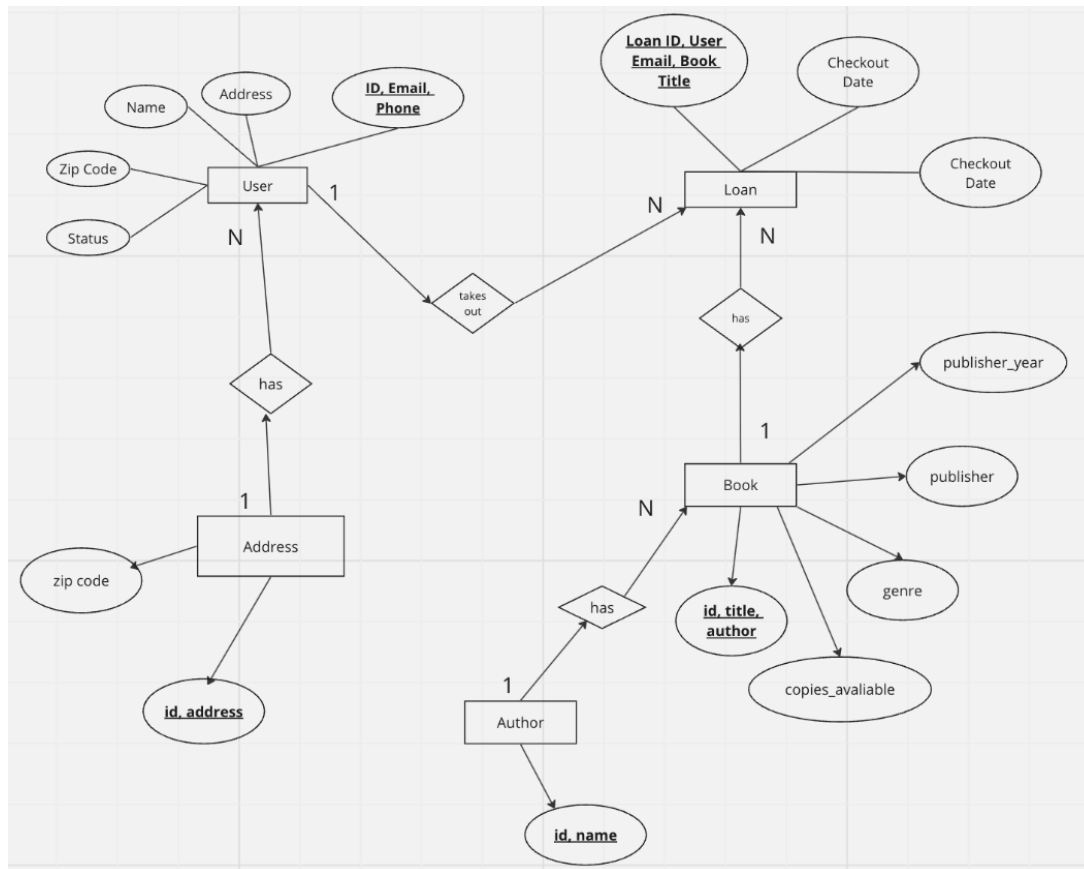 Loan ID, User
Email, Book
Title
Checkout
Date
Address
ID, Email,
Phone
Name
Zip Code
User
1
Checkout
Date
Loan
N
N
Status
N
takes
out
has
has
publisher_year
1
publisher
Book
1
N
Address
zip code
genre
has
id, title,
author
copies_avaliable
1
id, address
Author
id, name